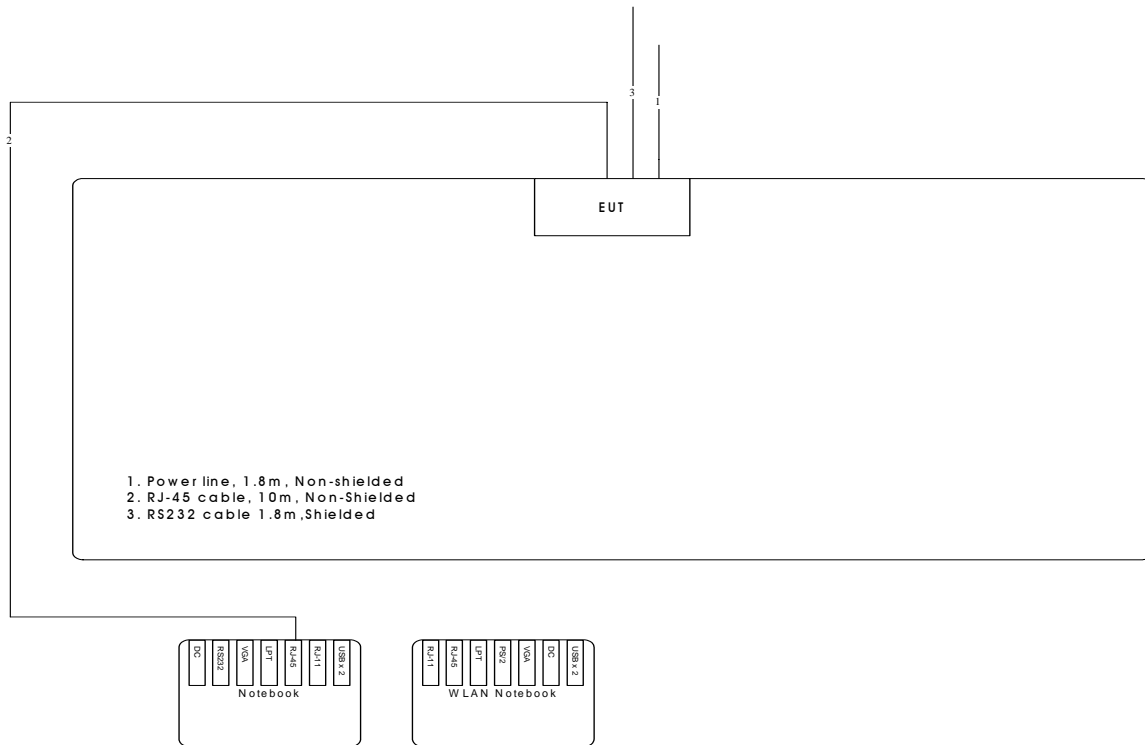 3
1
2
EUT
1. Power line, 1.8m, Non-shielded
2. RJ-45 cable, 10m, Non-Shielded
3. RS232 cable 1.8m,Shielded
DC
RS232
VGA
LPT
RJ-45
RJ-11
USB x 2
Notebook
RJ-11
RJ-45
LPT
PS/2
VGA
DC
USB x 2
WLAN Notebook